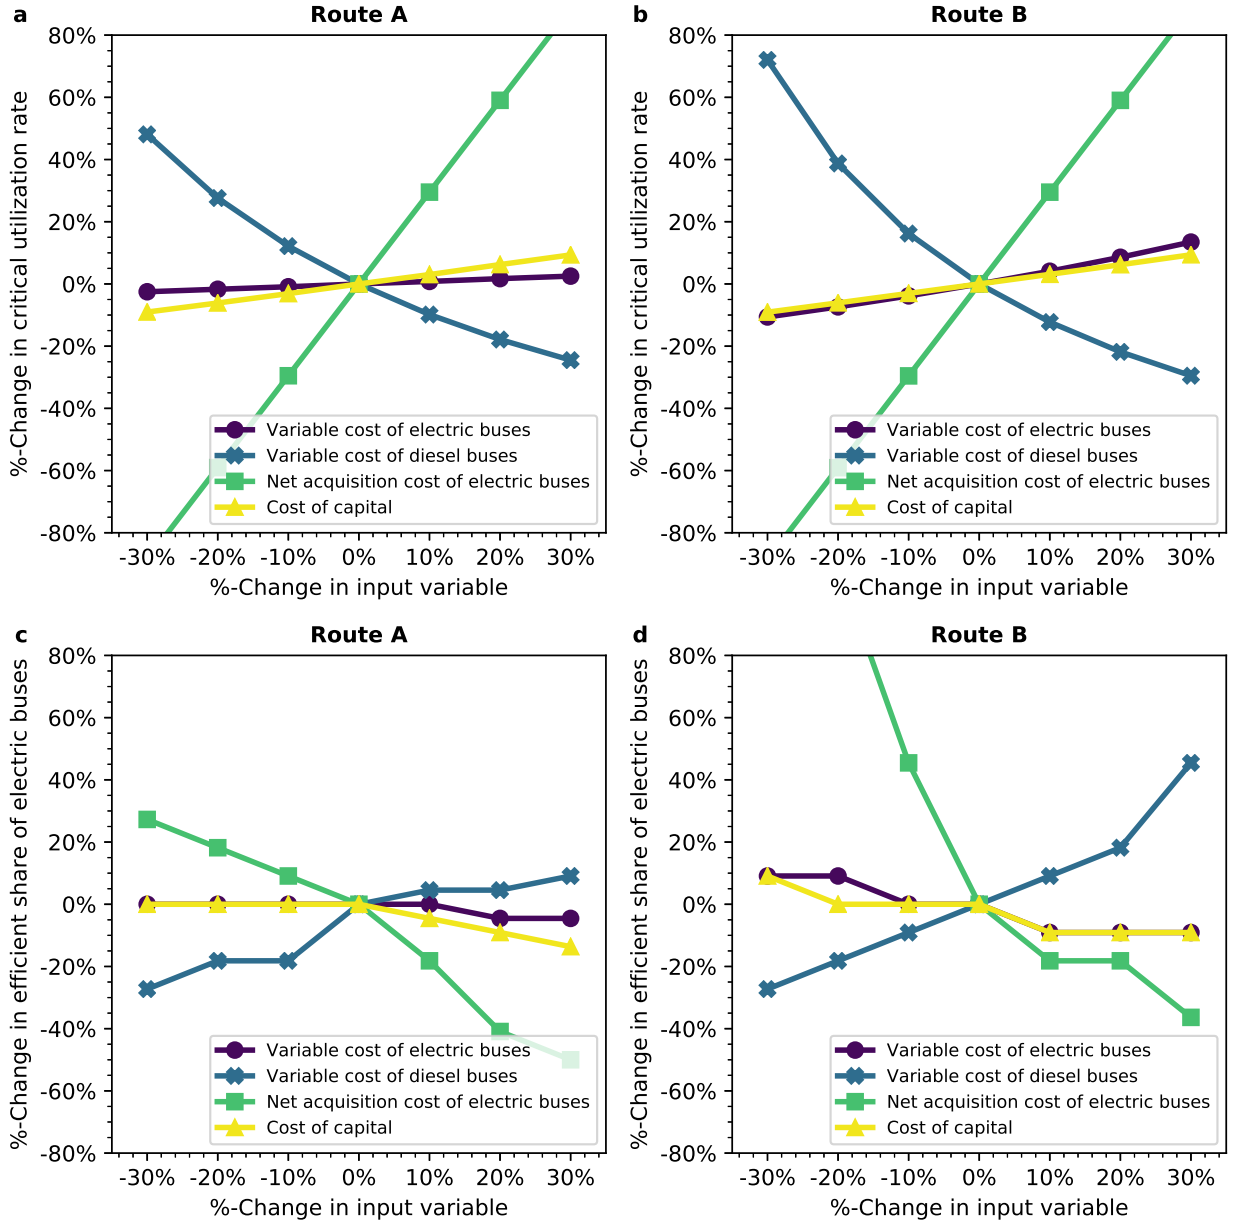 a
Route A
%-Change in critical utilization rate
80%
60%
40%
20%
0%
-20%
-40%
-60%
-80%
Variable cost of electric buses
Variable cost of diesel buses
Net acquisition cost of electric buses
Cost of capital
-30% -20% -10% 0% 10% 20% 30%
%-Change in input variable
b
Route B
%-Change in critical utilization rate
80%
60%
40%
20%
0%
-20%
-40%
-60%
-80%
Variable cost of electric buses
Variable cost of diesel buses
Net acquisition cost of electric buses
Cost of capital
-30% -20% -10% 0% 10% 20% 30%
%-Change in input variable
c
Route A
%-Change in efficient share of electric buses
80%
60%
40%
20%
0%
-20%
-40%
-60%
-80%
Variable cost of electric buses
Variable cost of diesel buses
Net acquisition cost of electric buses
Cost of capital
-30% -20% -10% 0% 10% 20% 30%
%-Change in input variable
d
Route B
%-Change in efficient share of electric buses
80%
60%
40%
20%
0%
-20%
-40%
-60%
-80%
Variable cost of electric buses
Variable cost of diesel buses
Net acquisition cost of electric buses
Cost of capital
-30% -20% -10% 0% 10% 20% 30%
%-Change in input variable